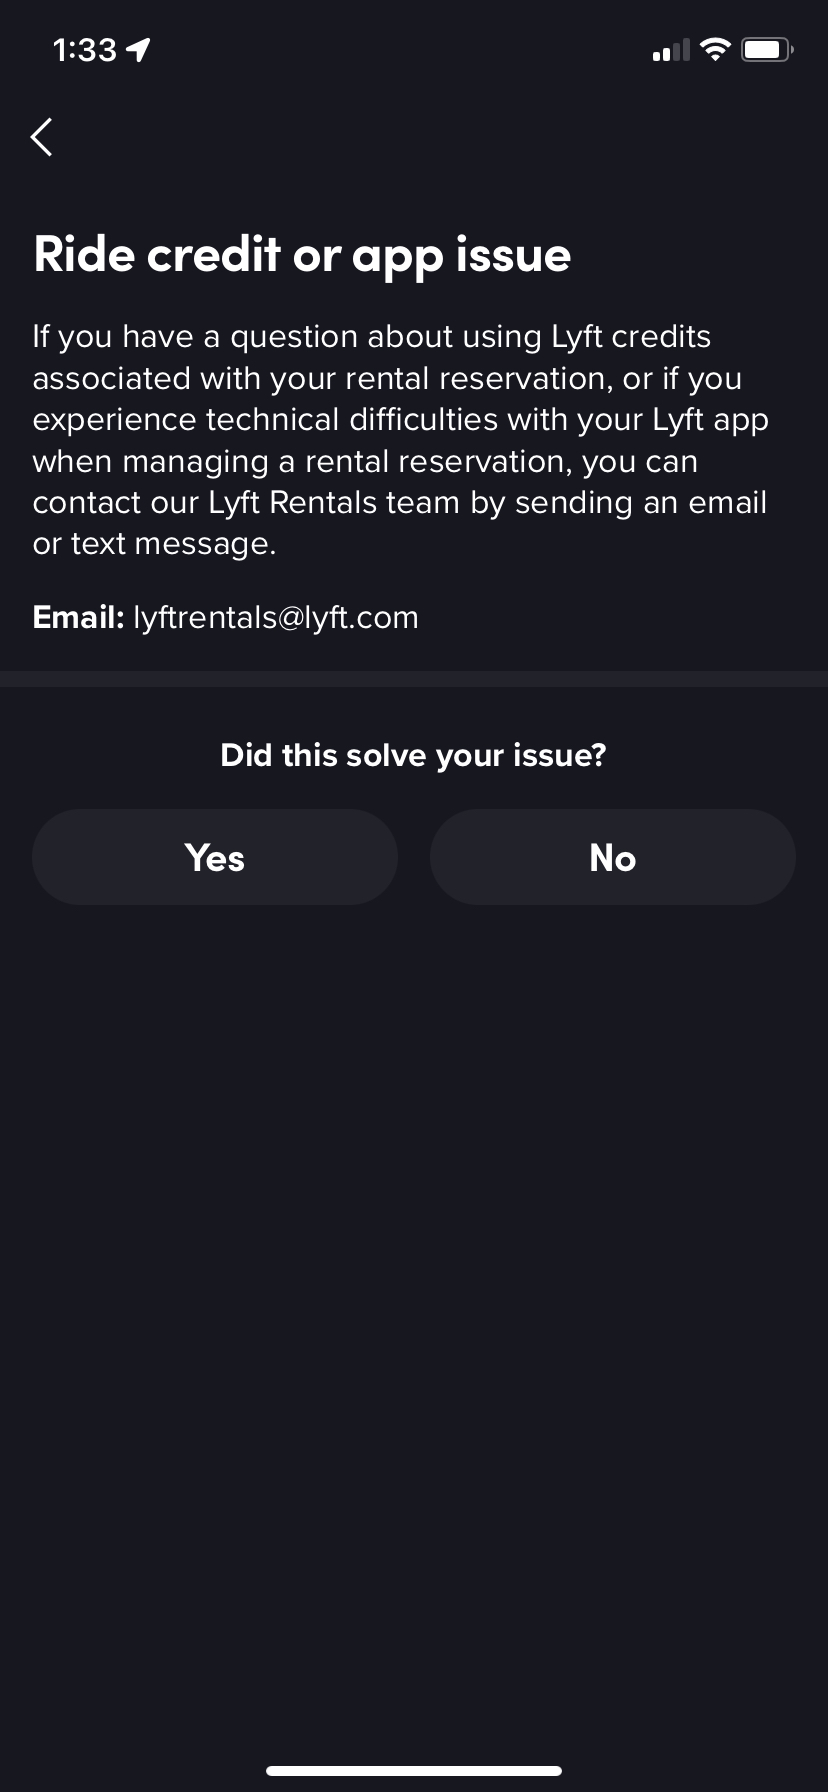 1:33
Ride credit or app issue
If you have a question about using Lyft credits
associated with your rental reservation, or if you
experience technical difficulties with your Lyft app
when managing a rental reservation, you can
contact our Lyft Rentals team by sending an email
or text message.
Email: lyftrentals@lyft.com
Did this solve your issue?
Yes No